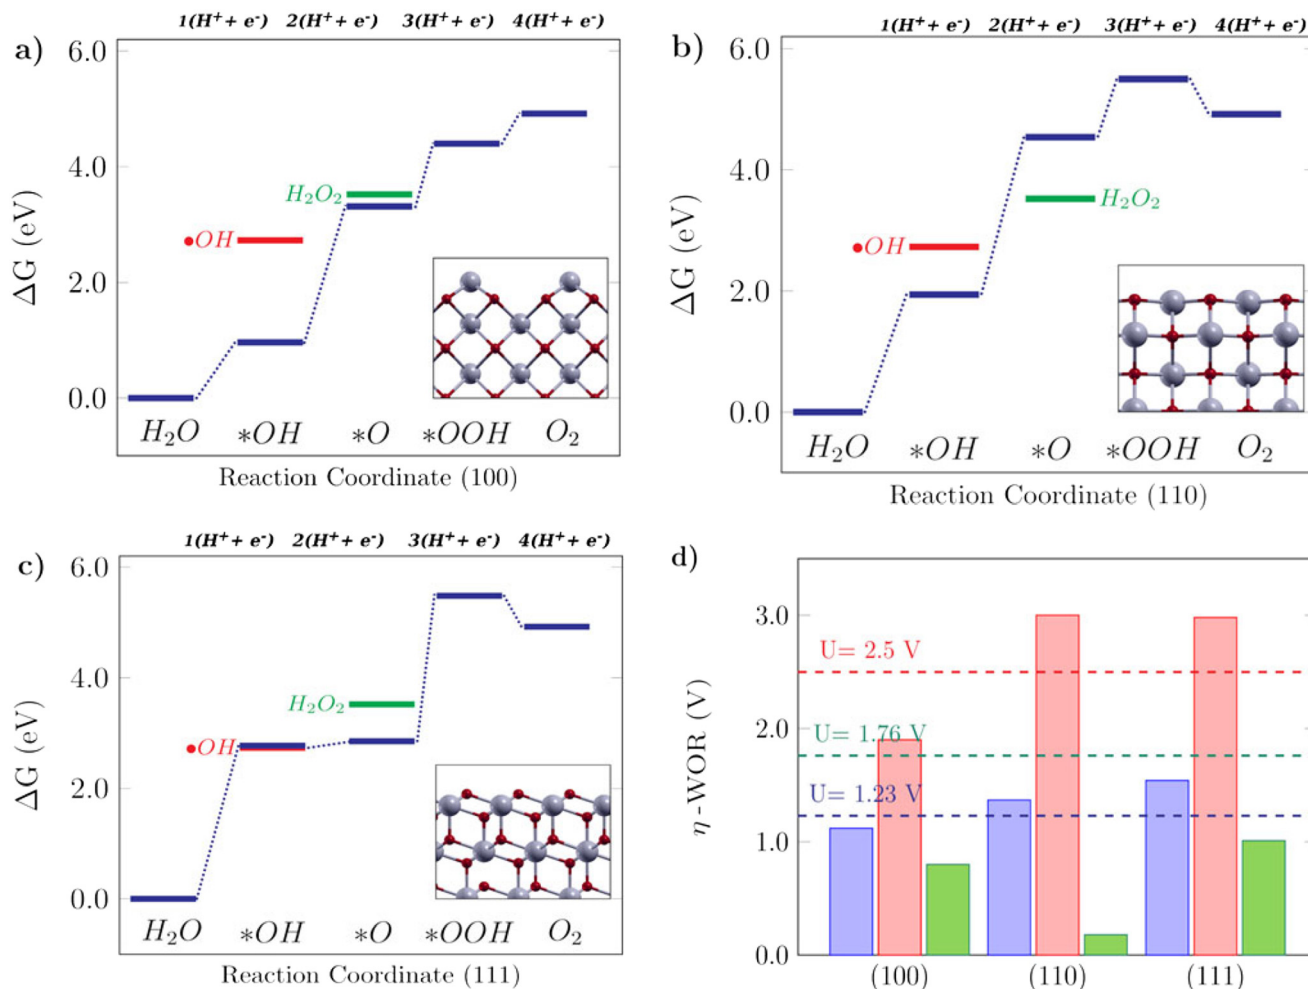 a)
1(H⁺+ e⁻) 2(H⁺+ e⁻) 3(H⁺+ e⁻) 4(H⁺+ e⁻)
6.0
4.0
2.0
0.0
ΔG (eV)
H₂O₂
•OH
H₂O *OH *O *OOH O₂
Reaction Coordinate (100)
b)
1(H⁺+ e⁻) 2(H⁺+ e⁻) 3(H⁺+ e⁻) 4(H⁺+ e⁻)
6.0
4.0
2.0
0.0
ΔG (eV)
H₂O₂
•OH
H₂O *OH *O *OOH O₂
Reaction Coordinate (110)
c)
1(H⁺+ e⁻) 2(H⁺+ e⁻) 3(H⁺+ e⁻) 4(H⁺+ e⁻)
6.0
4.0
2.0
0.0
ΔG (eV)
H₂O₂
•OH
H₂O *OH *O *OOH O₂
Reaction Coordinate (111)
d)
3.0
2.0
1.0
0.0
η -WOR (V)
U= 2.5 V
U= 1.76 V
U= 1.23 V
(100) (110) (111)